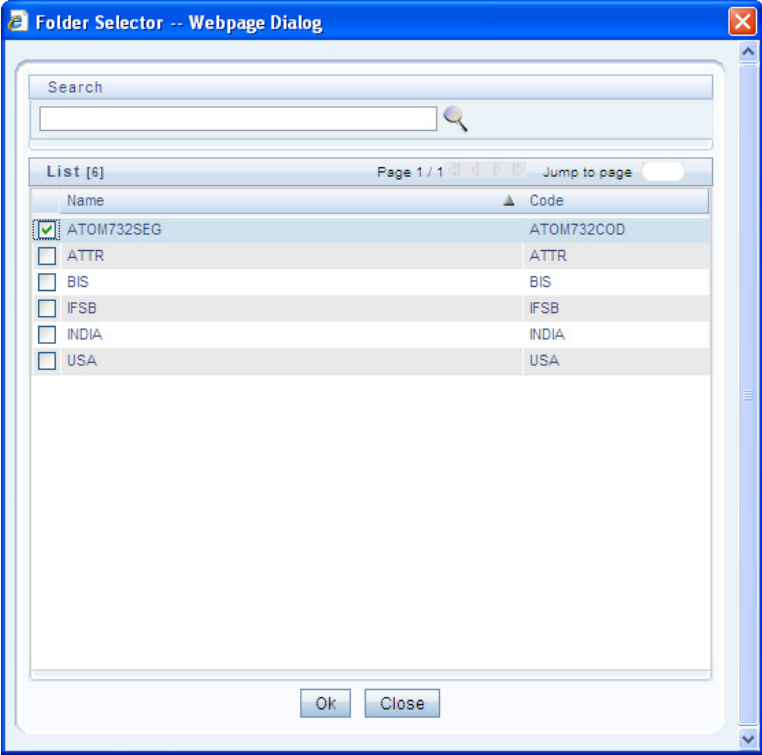 Folder Selector -- Webpage Dialog
Search
List [6] Page 1 / 1 Jump to page
Name Code
ATOM732SEG ATOM732COD
ATTR ATTR
BIS BIS
IFSB IFSB
INDIA INDIA
USA USA
Ok Close